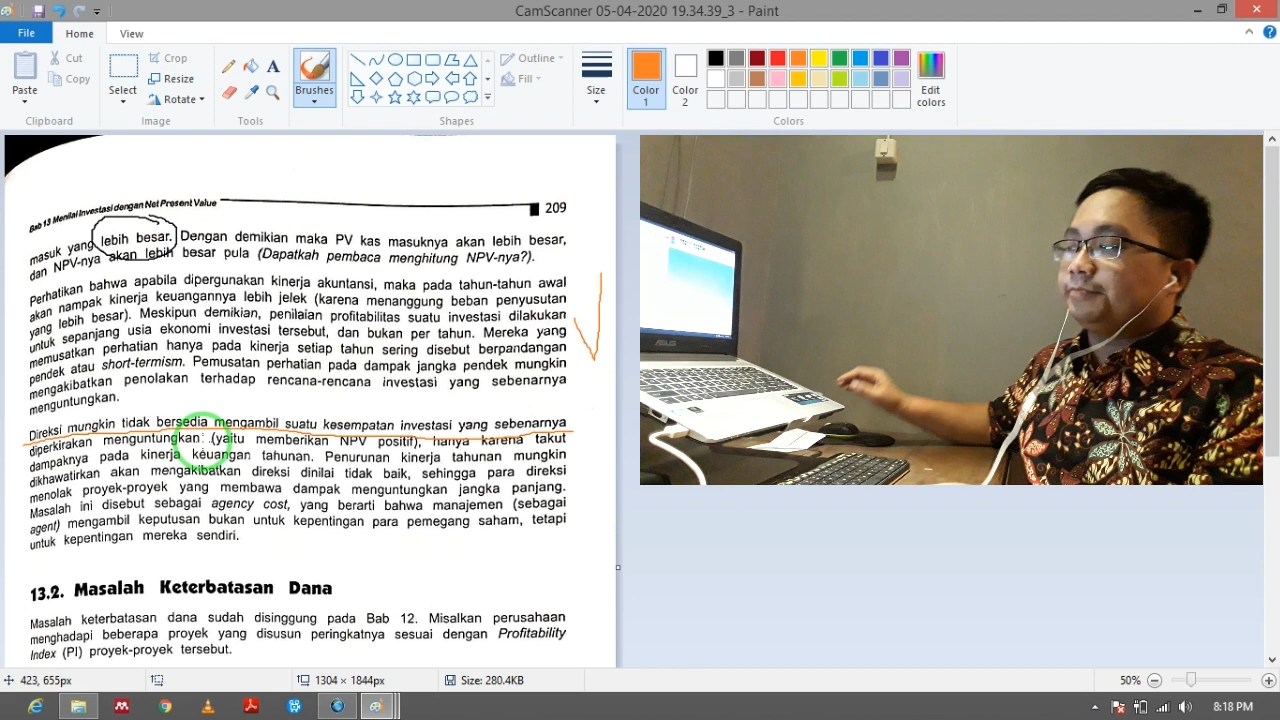 CamScanner 05-04-2020 19.34.39_3 - Paint
File Home View
Paste
Cut
Copy
Clipboard
Select
Crop
Resize
Rotate
Image
A
Tools
Brushes
Shapes
Outline
Fill
Size
Color 1
Color 2
Colors
Edit colors
Bab 13 Menilai Investasi dengan Net Present Value 209
masuk yang lebih besar. Dengan demikian maka PV kas masuknya akan lebih besar,
dan NPV-nya akan lebih besar pula (Dapatkah pembaca menghitung NPV-nya?).
Perhatikan bahwa apabila dipergunakan kinerja akuntansi, maka pada tahun-tahun awal
akan nampak kinerja keuangannya lebih jelek (karena menanggung beban penyusutan
yang lebih besar). Meskipun demikian, penilaian profitabilitas suatu investasi dilakukan
untuk sepanjang usia ekonomi investasi tersebut, dan bukan per tahun. Mereka yang
memusatkan perhatian hanya pada kinerja setiap tahun sering disebut berpandangan
pendek atau short-termism. Pemusatan perhatian pada dampak jangka pendek mungkin
mengakibatkan penolakan terhadap rencana-rencana investasi yang sebenarnya
menguntungkan.
Direksi mungkin tidak bersedia mengambil suatu kesempatan investasi yang sebenarnya
diperkirakan menguntungkan (yaitu memberikan NPV positif), hanya karena takut
dampaknya pada kinerja keuangan tahunan. Penurunan kinerja tahunan mungkin
dikhawatirkan akan mengakibatkan direksi dinilai tidak baik, sehingga para direksi
menolak proyek-proyek yang membawa dampak menguntungkan jangka panjang.
Masalah ini disebut sebagai agency cost, yang berarti bahwa manajemen (sebagai
agent) mengambil keputusan bukan untuk kepentingan para pemegang saham, tetapi
untuk kepentingan mereka sendiri.
13.2. Masalah Keterbatasan Dana
Masalah keterbatasan dana sudah disinggung pada Bab 12. Misalkan perusahaan
menghadapi beberapa proyek yang disusun peringkatnya sesuai dengan Profitability
Index (PI) proyek-proyek tersebut.
ASUS
423, 655px
1304 × 1844px
Size: 280.4KB
50%
8:18 PM